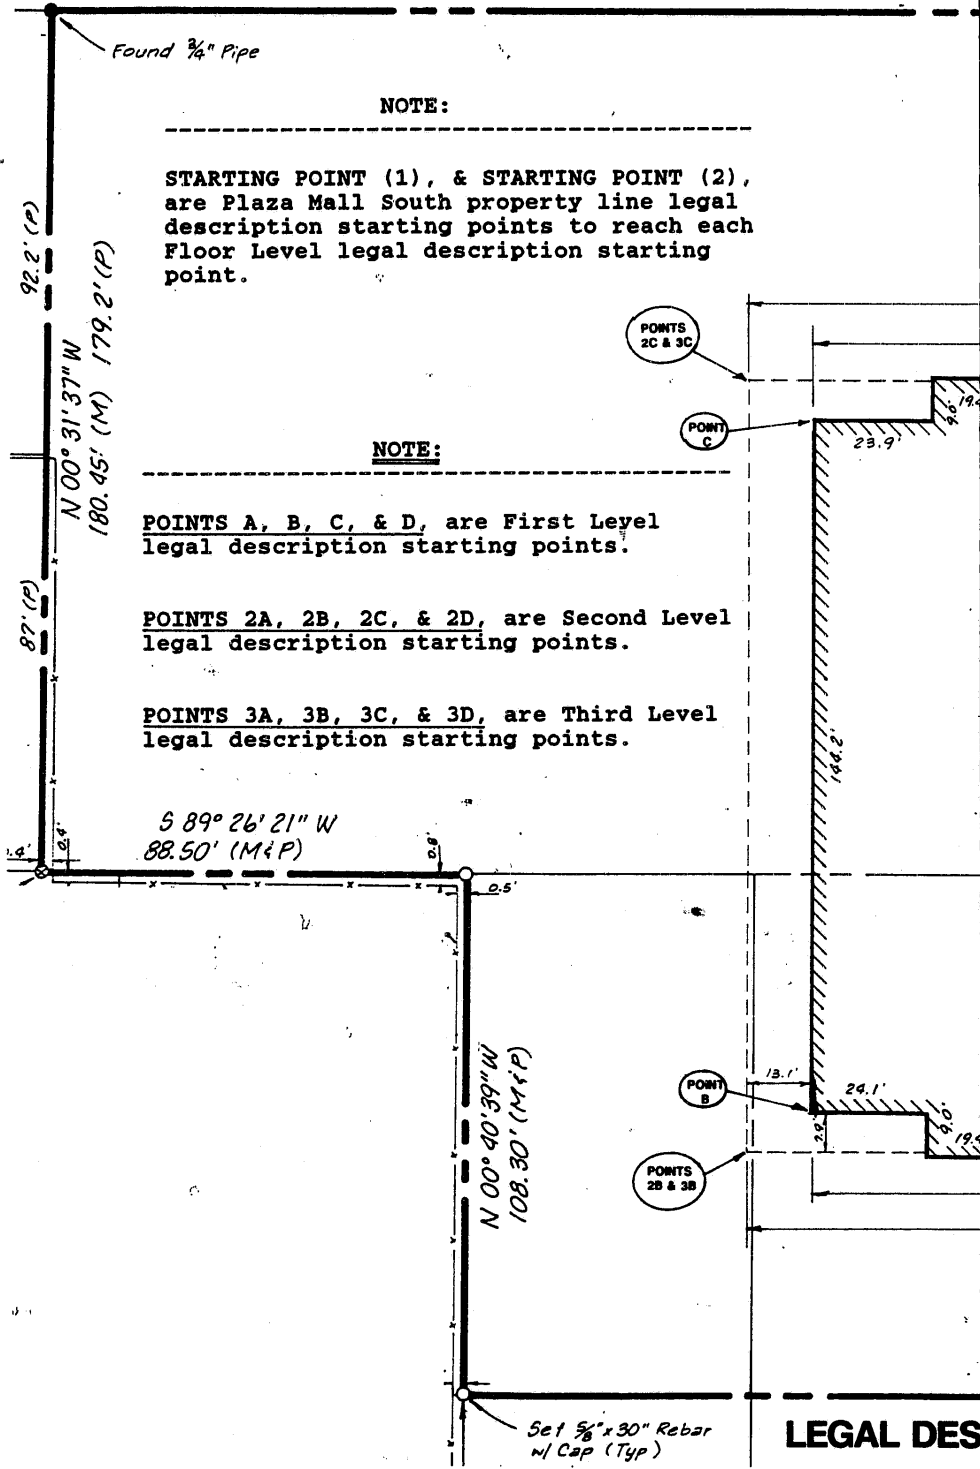 Found 3/4" Pipe
NOTE:
STARTING POINT (1), & STARTING POINT (2),
are Plaza Mall South property line legal
description starting points to reach each
Floor Level legal description starting
point.
92.2' (P)
N 00° 31' 37" W
180.45' (M) 179.2' (P)
87' (P)
POINTS
2C & 3C
POINT
C
9.0'
23.9'
NOTE:
POINTS A, B, C, & D, are First Level
legal description starting points.
POINTS 2A, 2B, 2C, & 2D, are Second Level
legal description starting points.
POINTS 3A, 3B, 3C, & 3D, are Third Level
legal description starting points.
144.2'
S 89° 26' 21" W
88.50' (M&P)
.4'
0.4'
0.8'
0.5'
N 00° 40' 39" W
108.30' (M&P)
13.1'
POINT
B
24.1'
9.0'
POINTS
2B & 3B
Set 5/8" x 30" Rebar
w/ Cap (Typ)
LEGAL DES